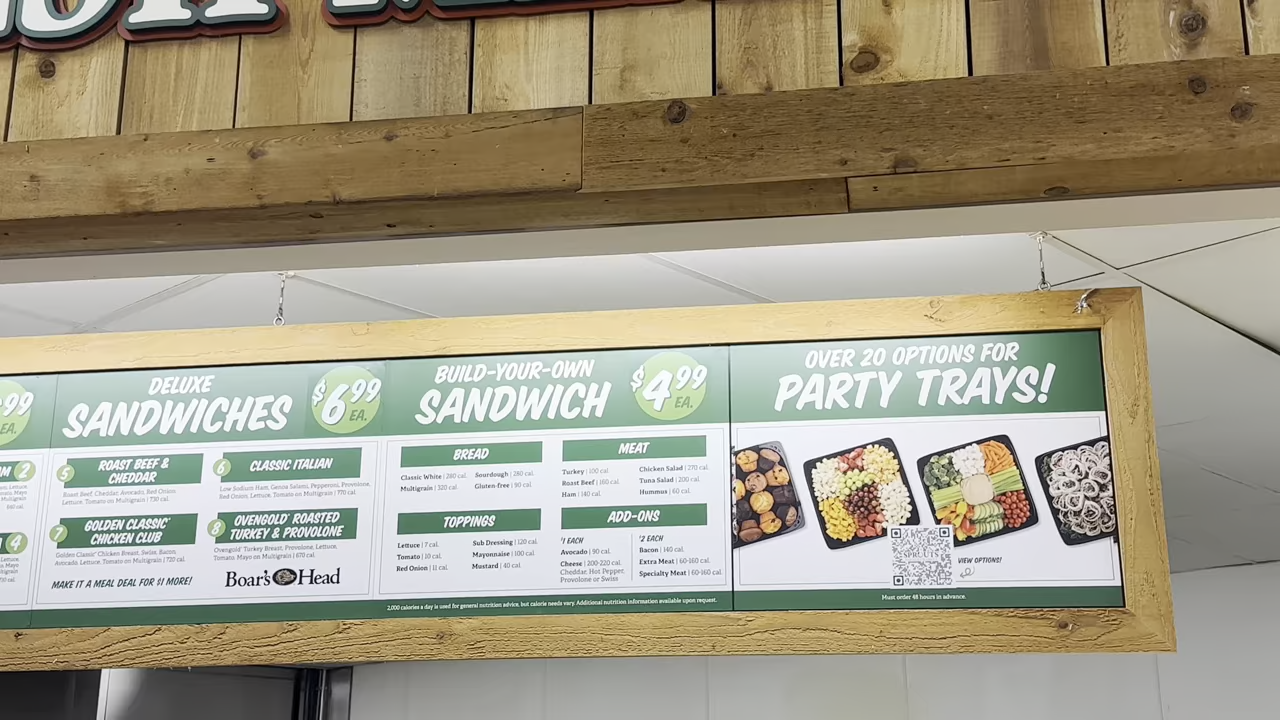 99
EA.
M 2
4
DELUXE
SANDWICHES
$6.99
EA.
5 ROAST BEEF &
CHEDDAR
Roast Beef, Cheddar, Avocado, Red Onion,
Lettuce, Tomato on Multigrain | 730 cal.
6 CLASSIC ITALIAN
Low Sodium Ham, Genoa Salami, Pepperoni, Provolone,
Red Onion, Lettuce, Tomato on Multigrain | 770 cal.
7 GOLDEN CLASSIC
CHICKEN CLUB
Golden Classic Chicken Breast, Swiss, Bacon,
Avocado, Lettuce, Tomato on Multigrain | 720 cal.
8 OVENGOLD ROASTED
TURKEY & PROVOLONE
Ovengold Turkey Breast, Provolone, Lettuce,
Tomato, Mayo on Multigrain | 670 cal.
MAKE IT A MEAL DEAL FOR $1 MORE!
Boar's Head
BUILD-YOUR-OWN
SANDWICH
$4.99
EA.
BREAD
Classic White | 280 cal.
Multigrain | 320 cal.
Sourdough | 280 cal.
Gluten-free | 90 cal.
MEAT
Turkey | 100 cal.
Roast Beef | 160 cal.
Ham | 140 cal.
Chicken Salad | 270 cal.
Tuna Salad | 200 cal.
Hummus | 60 cal.
TOPPINGS
Lettuce | 7 cal.
Tomato | 10 cal.
Red Onion | 11 cal.
Sub Dressing | 120 cal.
Mayonnaise | 100 cal.
Mustard | 40 cal.
ADD-ONS
$1 EACH
Avocado | 90 cal.
Cheese | 200-220 cal.
Cheddar, Hot Pepper,
Provolone or Swiss
$2 EACH
Bacon | 140 cal.
Extra Meat | 60-160 cal.
Specialty Meat | 60-160 cal.
2,000 calories a day is used for general nutrition advice, but calorie needs vary. Additional nutrition information available upon request.
OVER 20 OPTIONS FOR
PARTY TRAYS!
VIEW OPTIONS!
Must order 48 hours in advance.